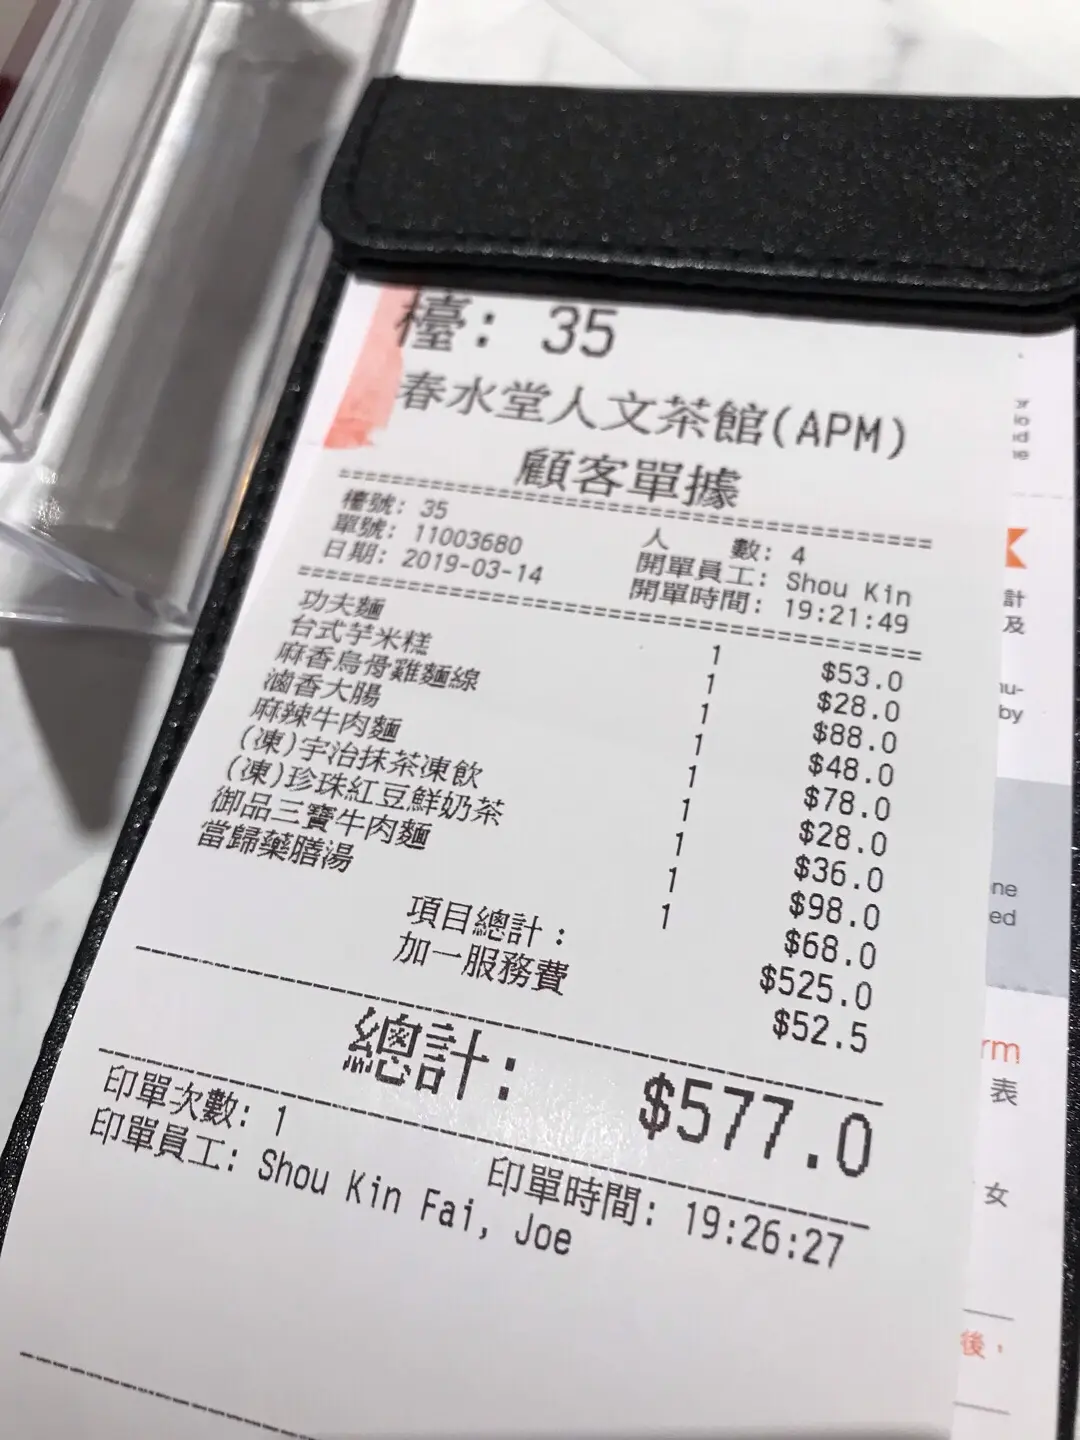 檯: 35
春水堂人文茶館(APM)
顧客單據
檯號: 35
人 數: 4
單號: 11003680
開單員工: Shou Kin
日期: 2019-03-14
開單時間: 19:21:49
功夫麵 1 $53.0
台式芋米糕 1 $28.0
麻香烏骨雞麵線 1 $88.0
滷香大腸 1 $48.0
麻辣牛肉麵 1 $78.0
(凍)宇治抹茶凍飲 1 $28.0
(凍)珍珠紅豆鮮奶茶 1 $36.0
御品三寶牛肉麵 1 $98.0
當歸藥膳湯 1 $68.0
項目總計: $525.0
加一服務費 $52.5
總計: $577.0
印單次數: 1
印單時間: 19:26:27
印單員工: Shou Kin Fai, Joe
計
及
by
表
女
後，